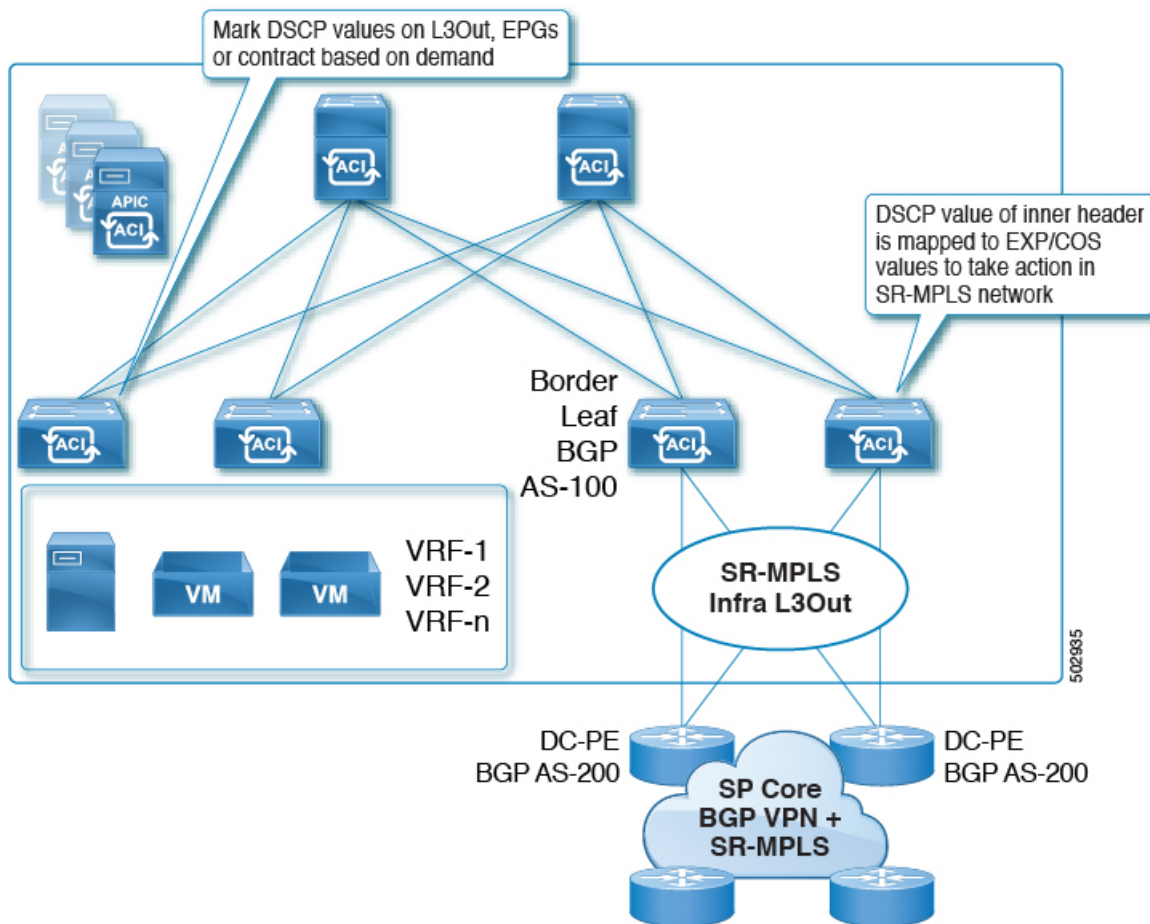 Mark DSCP values on L3Out, EPGs
or contract based on demand
ACI
ACI
APIC
ACI
DSCP value of inner header
is mapped to EXP/COS
values to take action in
SR-MPLS network
Border
Leaf
BGP
AS-100
ACI
ACI
ACI
ACI
VM
VM
VRF-1
VRF-2
VRF-n
SR-MPLS
Infra L3Out
502935
DC-PE
BGP AS-200
DC-PE
BGP AS-200
SP Core
BGP VPN +
SR-MPLS